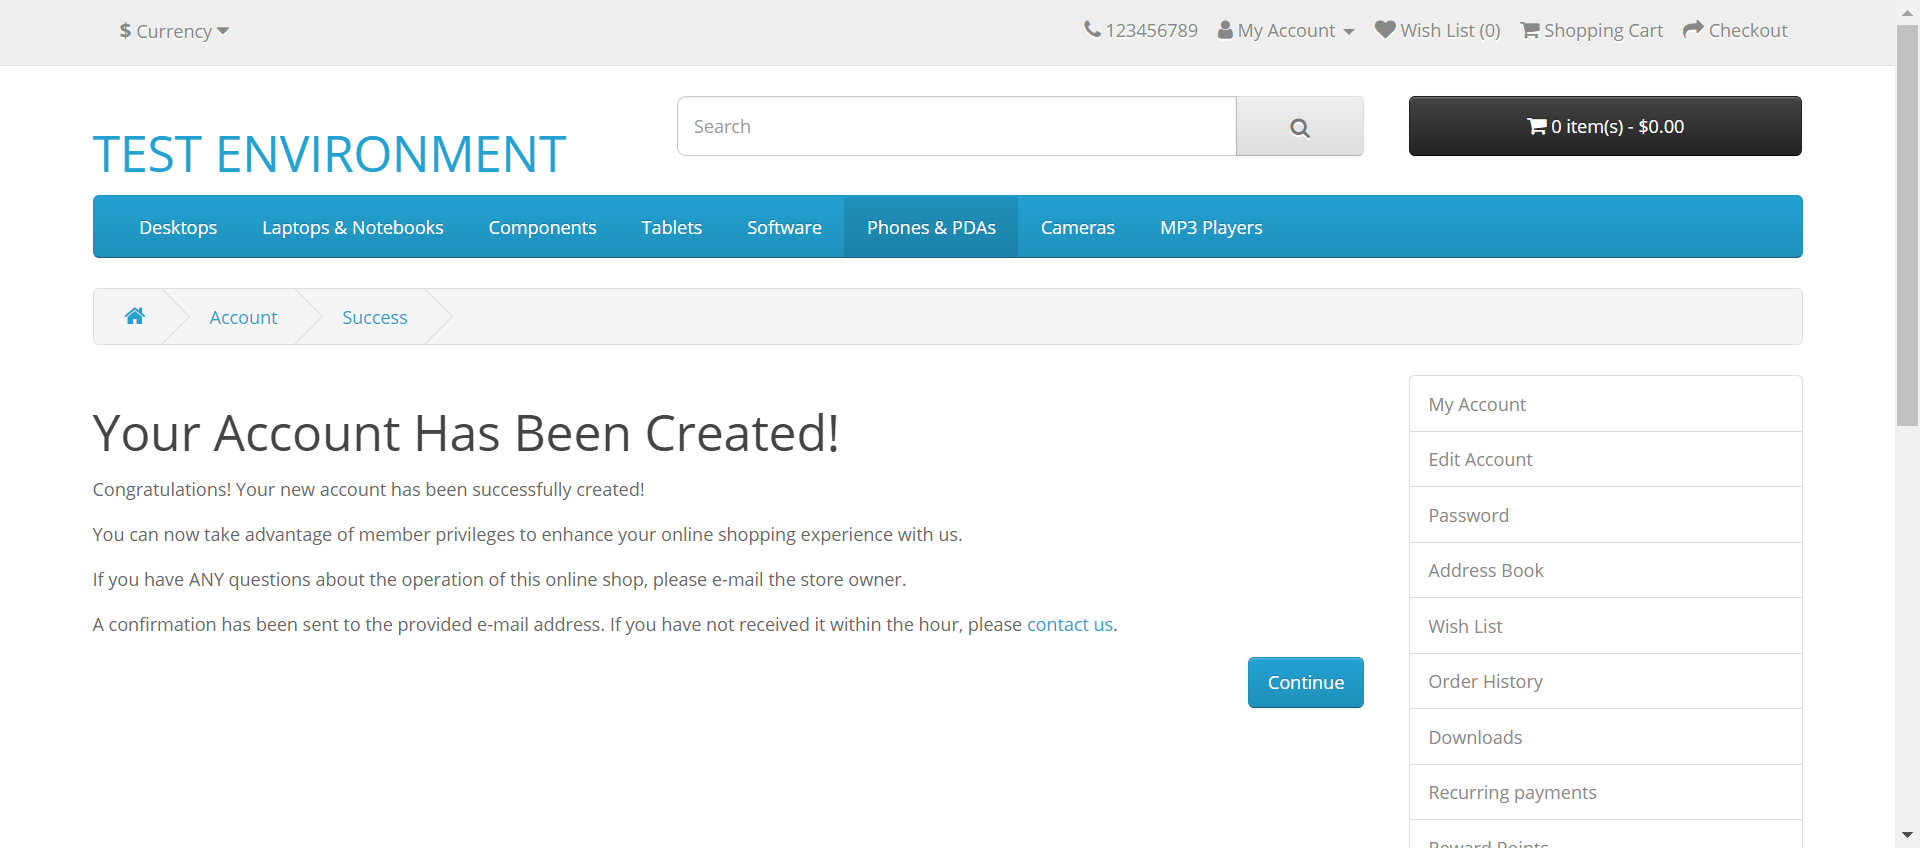 $ Currency
123456789 My Account Wish List (0) Shopping Cart Checkout
TEST ENVIRONMENT
Search
0 item(s) - $0.00
Desktops Laptops & Notebooks Components Tablets Software Phones & PDAs Cameras MP3 Players
Account Success
Your Account Has Been Created!
Congratulations! Your new account has been successfully created!
You can now take advantage of member privileges to enhance your online shopping experience with us.
If you have ANY questions about the operation of this online shop, please e-mail the store owner.
A confirmation has been sent to the provided e-mail address. If you have not received it within the hour, please contact us.
Continue
My Account
Edit Account
Password
Address Book
Wish List
Order History
Downloads
Recurring payments
Reward Points